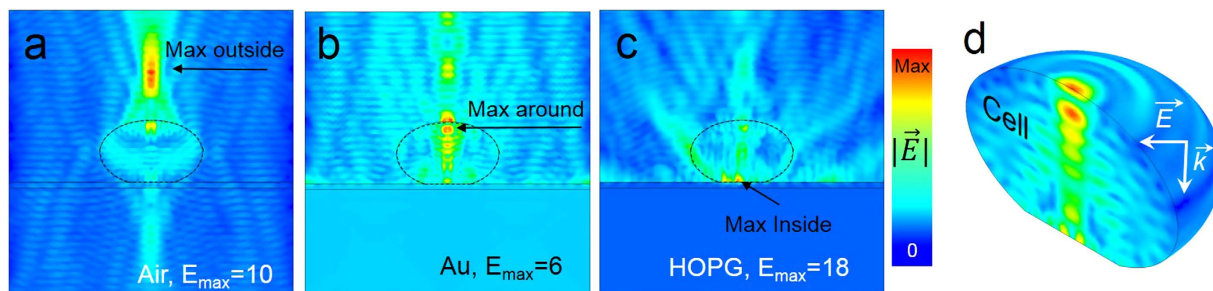 a
Max outside
Air, Emax=10
b
Max around
Au, Emax=6
c
Max Inside
HOPG, Emax=18
Max
|E⃗|
0
d
Cell
E⃗
k⃗